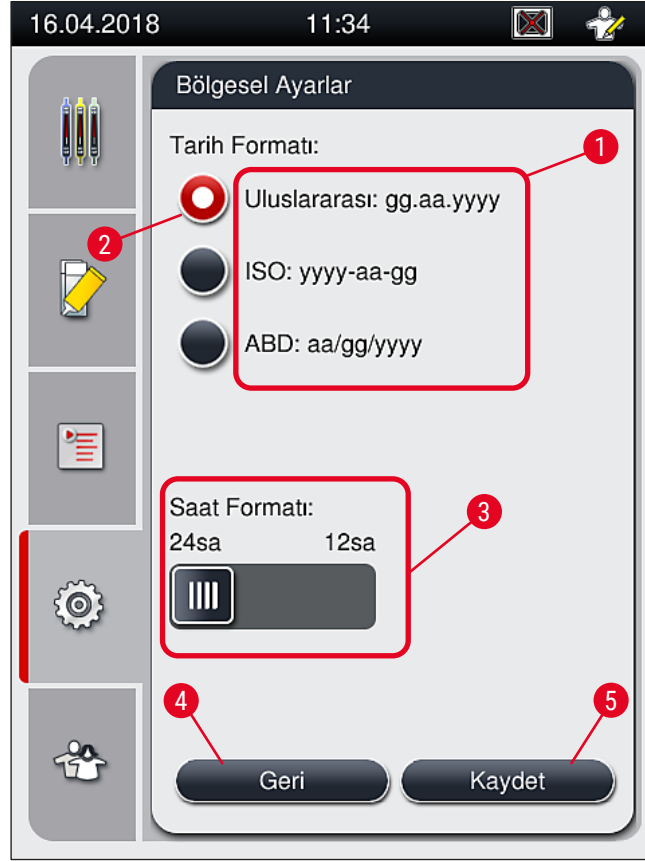 16.04.2018 11:34
Bölgesel Ayarlar
Tarih Formatı:
1
Uluslararası: gg.aa.yyyy
2
ISO: yyyy-aa-gg
ABD: aa/gg/yyyy
Saat Formatı:
3
24sa 12sa
4
5
Geri
Kaydet